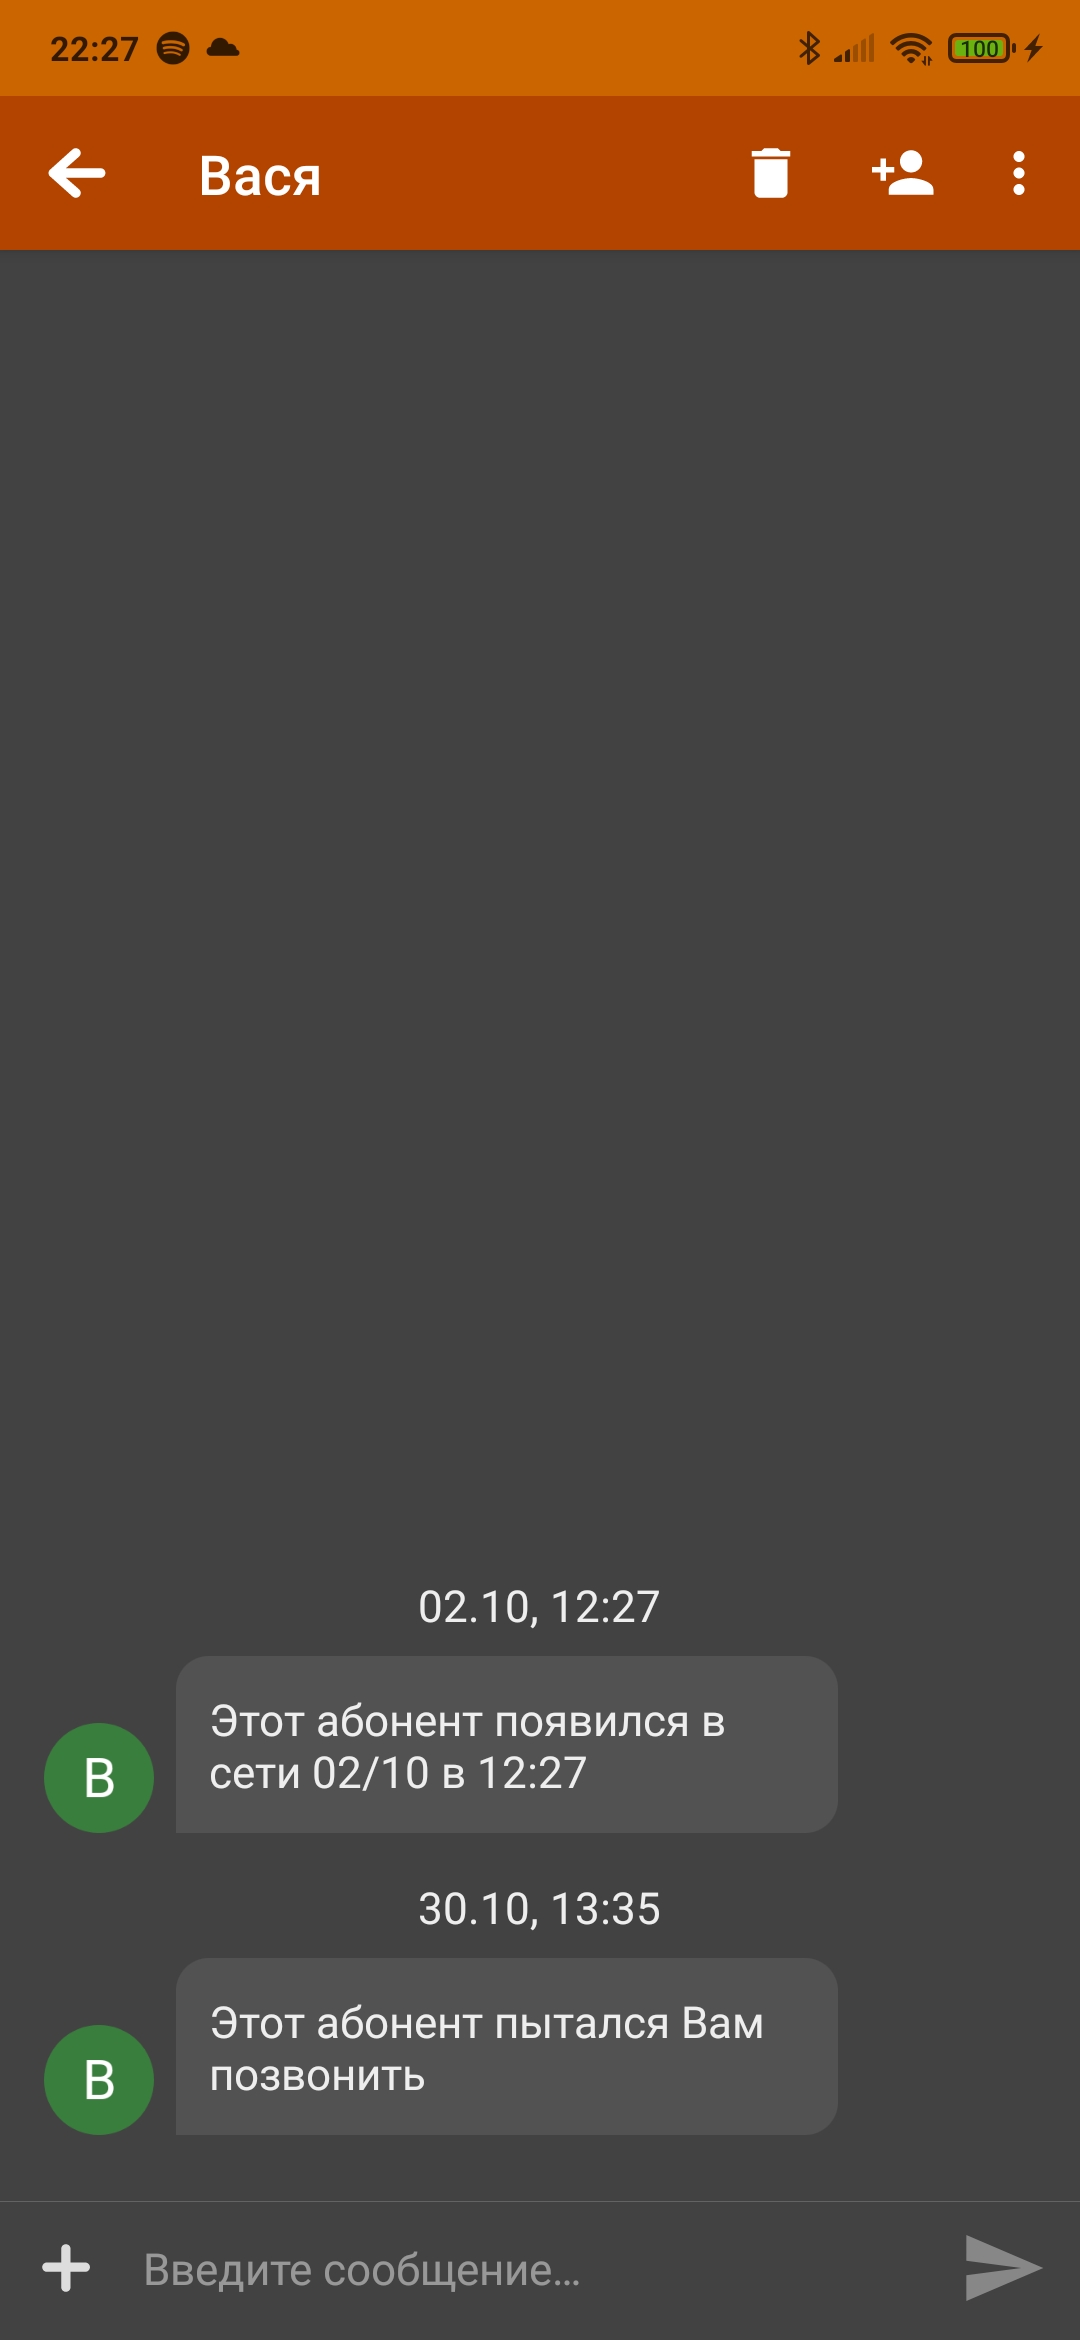 22:27
100
Вася
02.10, 12:27
Этот абонент появился в
сети 02/10 в 12:27
В
30.10, 13:35
Этот абонент пытался Вам
позвонить
В
Введите сообщение…